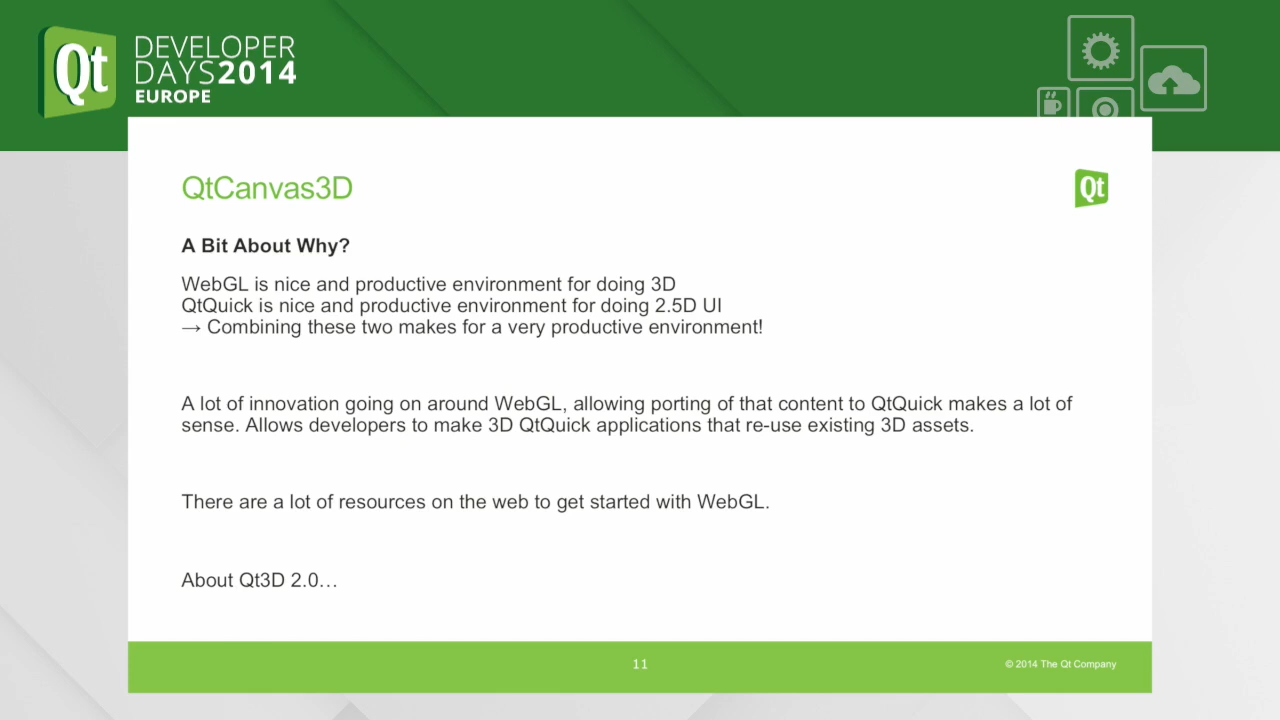 Qt
DEVELOPER
DAYS2014
EUROPE
QtCanvas3D
Qt
A Bit About Why?
WebGL is nice and productive environment for doing 3D
QtQuick is nice and productive environment for doing 2.5D UI
→ Combining these two makes for a very productive environment!
A lot of innovation going on around WebGL, allowing porting of that content to QtQuick makes a lot of
sense. Allows developers to make 3D QtQuick applications that re-use existing 3D assets.
There are a lot of resources on the web to get started with WebGL.
About Qt3D 2.0…
11
© 2014 The Qt Company